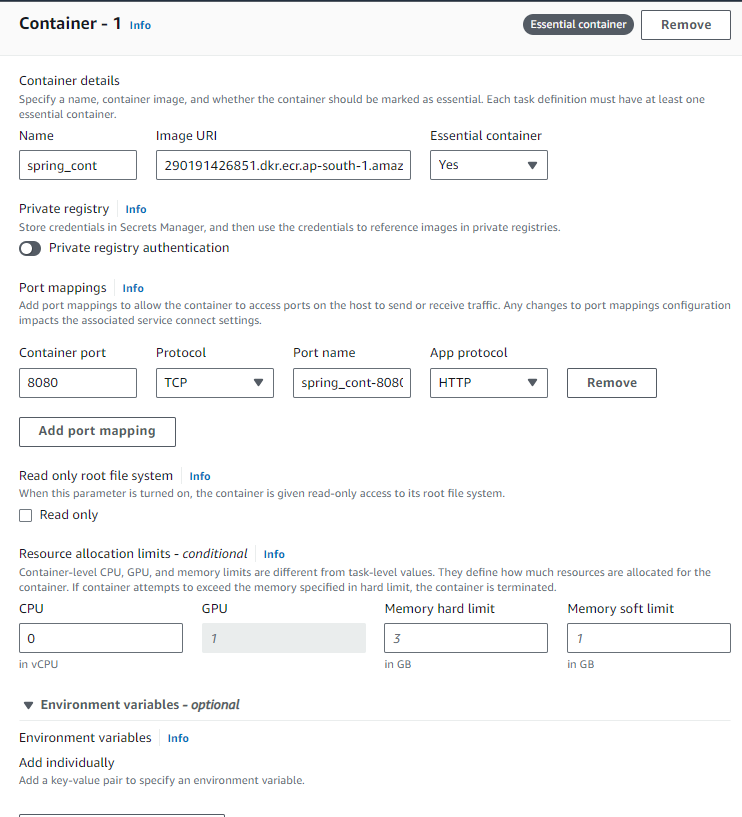 Container - 1 Info Essential container Remove
Container details
Specify a name, container image, and whether the container should be marked as essential. Each task definition must have at least one
essential container.
Name Image URI Essential container
spring_cont 290191426851.dkr.ecr.ap-south-1.amaz Yes
Private registry Info
Store credentials in Secrets Manager, and then use the credentials to reference images in private registries.
Private registry authentication
Port mappings Info
Add port mappings to allow the container to access ports on the host to send or receive traffic. Any changes to port mappings configuration
impacts the associated service connect settings.
Container port Protocol Port name App protocol
8080 TCP spring_cont-8080 HTTP Remove
Add port mapping
Read only root file system Info
When this parameter is turned on, the container is given read-only access to its root file system.
Read only
Resource allocation limits - conditional Info
Container-level CPU, GPU, and memory limits are different from task-level values. They define how much resources are allocated for the
container. If container attempts to exceed the memory specified in hard limit, the container is terminated.
CPU GPU Memory hard limit Memory soft limit
0 1 3 1
in vCPU in GB in GB
Environment variables - optional
Environment variables Info
Add individually
Add a key-value pair to specify an environment variable.